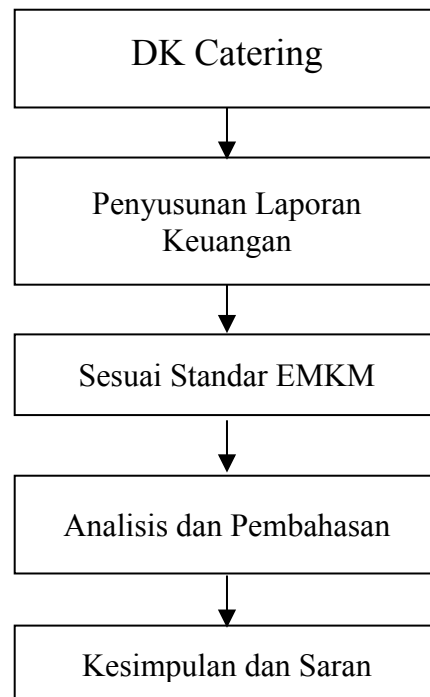 DK Catering
Penyusunan Laporan
Keuangan
Sesuai Standar EMKM
Analisis dan Pembahasan
Kesimpulan dan Saran